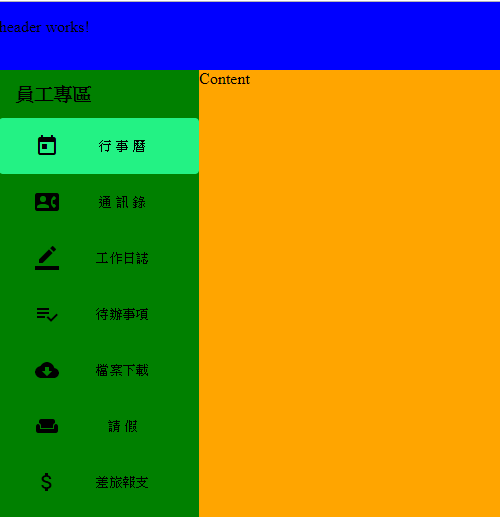 header works!
員工專區
Content
行 事 曆
通 訊 錄
工作日誌
待辦事項
檔案下載
請 假
差旅報支